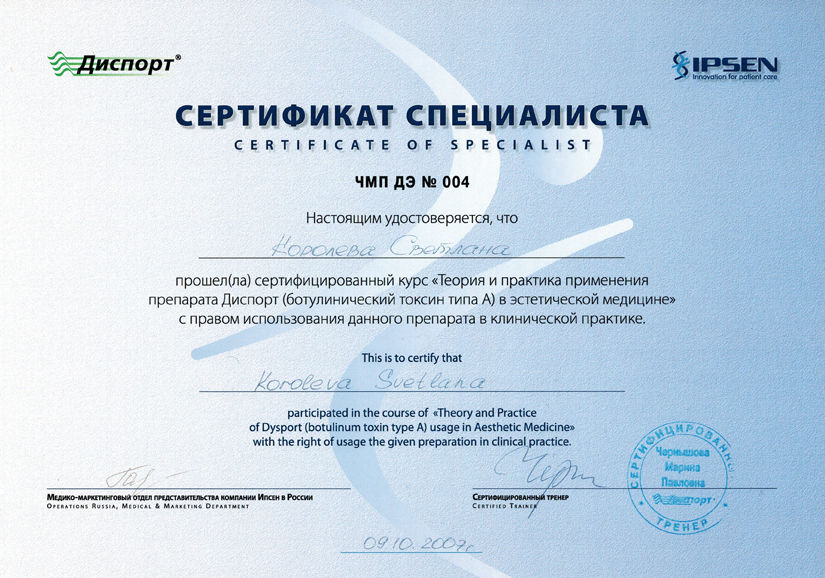 Диспорт®
IPSEN
Innovation for patient care
СЕРТИФИКАТ СПЕЦИАЛИСТА
CERTIFICATE OF SPECIALIST
ЧМП ДЭ № 004
Настоящим удостоверяется, что
Королева Светлана
прошел(ла) сертифицированный курс «Теория и практика применения
препарата Диспорт (ботулинический токсин типа А) в эстетической медицине»
с правом использования данного препарата в клинической практике.
This is to certify that
Koroleva Svetlana
participated in the course of «Theory and Practice
of Dysport (botulinum toxin type A) usage in Aesthetic Medicine»
with the right of usage the given preparation in clinical practice.
Медико-маркетинговый отдел представительства компании Ипсен в России
Operations Russia, Medical & Marketing Department
Сертифицированный тренер
Certified Trainer
СЕРТИФИЦИРОВАННЫЙ
Чернышова
Марина
Павловна
Диспорт
ТРЕНЕР
09.10.2007г